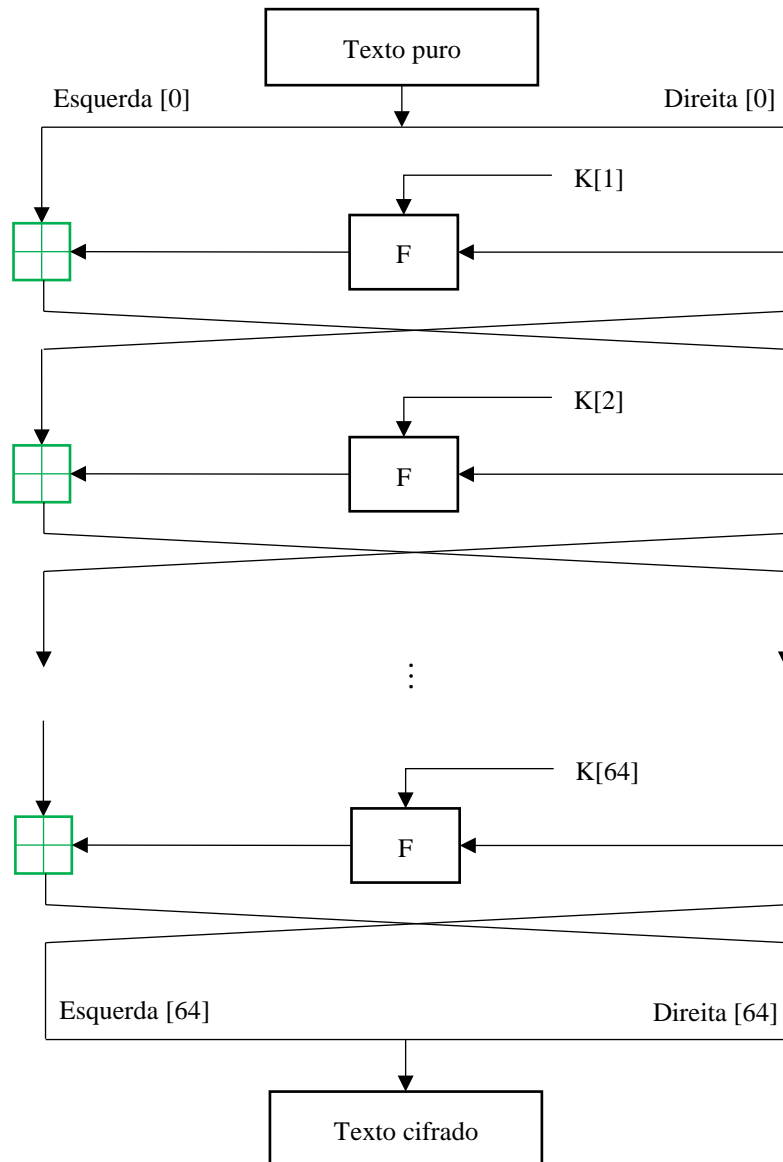 Texto puro
Esquerda [0]
Direita [0]
K[1]
F
K[2]
F
⋮
K[64]
F
Esquerda [64]
Direita [64]
Texto cifrado